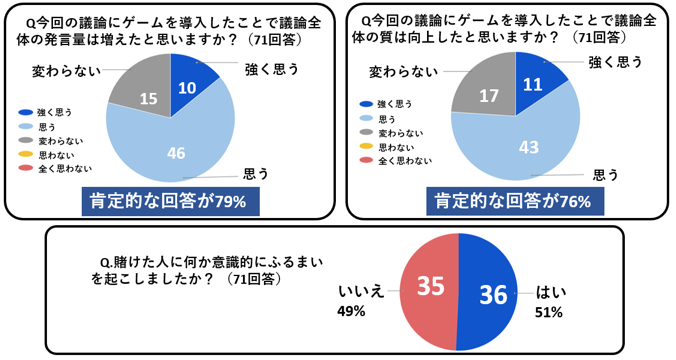 Q今回の議論にゲームを導入したことで議論全
体の発言量は増えたと思いますか？（71回答）
変わらない
強く思う
15
10
46
強く思う
思う
変わらない
思わない
全く思わない
思う
肯定的な回答が79%
Q今回の議論にゲームを導入したことで議論全
体の質は向上したと思いますか？（71回答）
変わらない
強く思う
17
11
43
強く思う
思う
変わらない
思わない
全く思わない
思う
肯定的な回答が76%
Q.賭けた人に何か意識的にふるまい
を起こしましたか？（71回答）
いいえ
49%
35
36
はい
51%